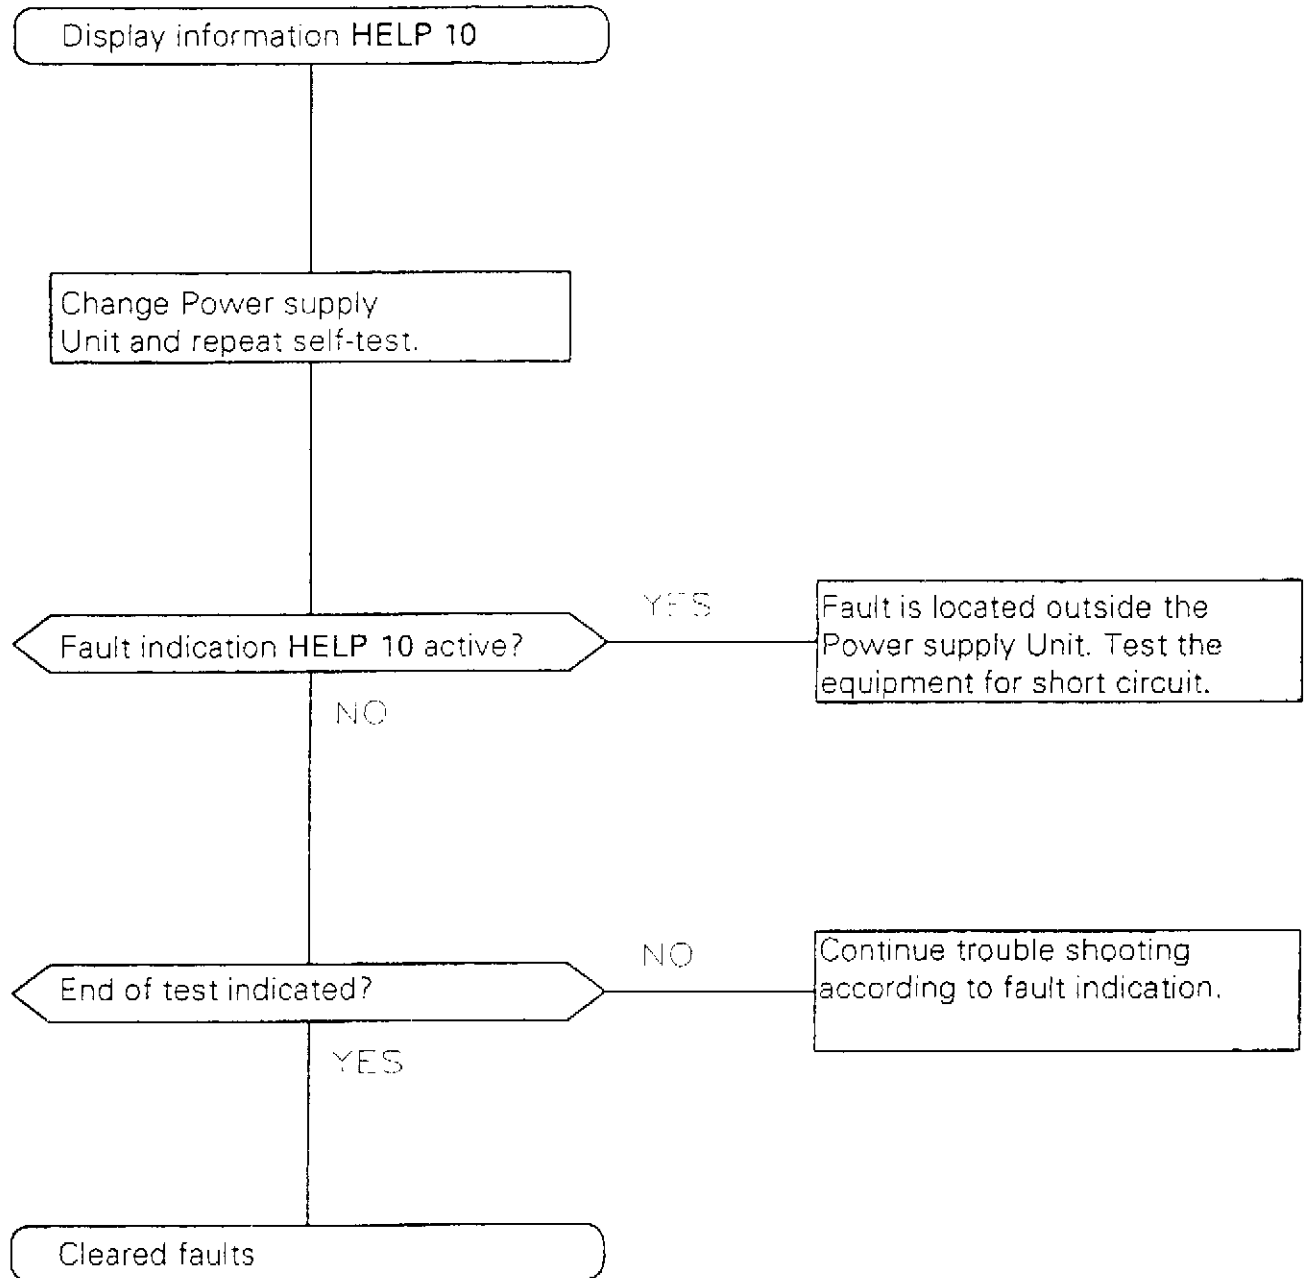 Display information HELP 10
Change Power supply
Unit and repeat self-test.
Fault indication HELP 10 active?
YES
Fault is located outside the
Power supply Unit. Test the
equipment for short circuit.
NO
End of test indicated?
NO
Continue trouble shooting
according to fault indication.
YES
Cleared faults